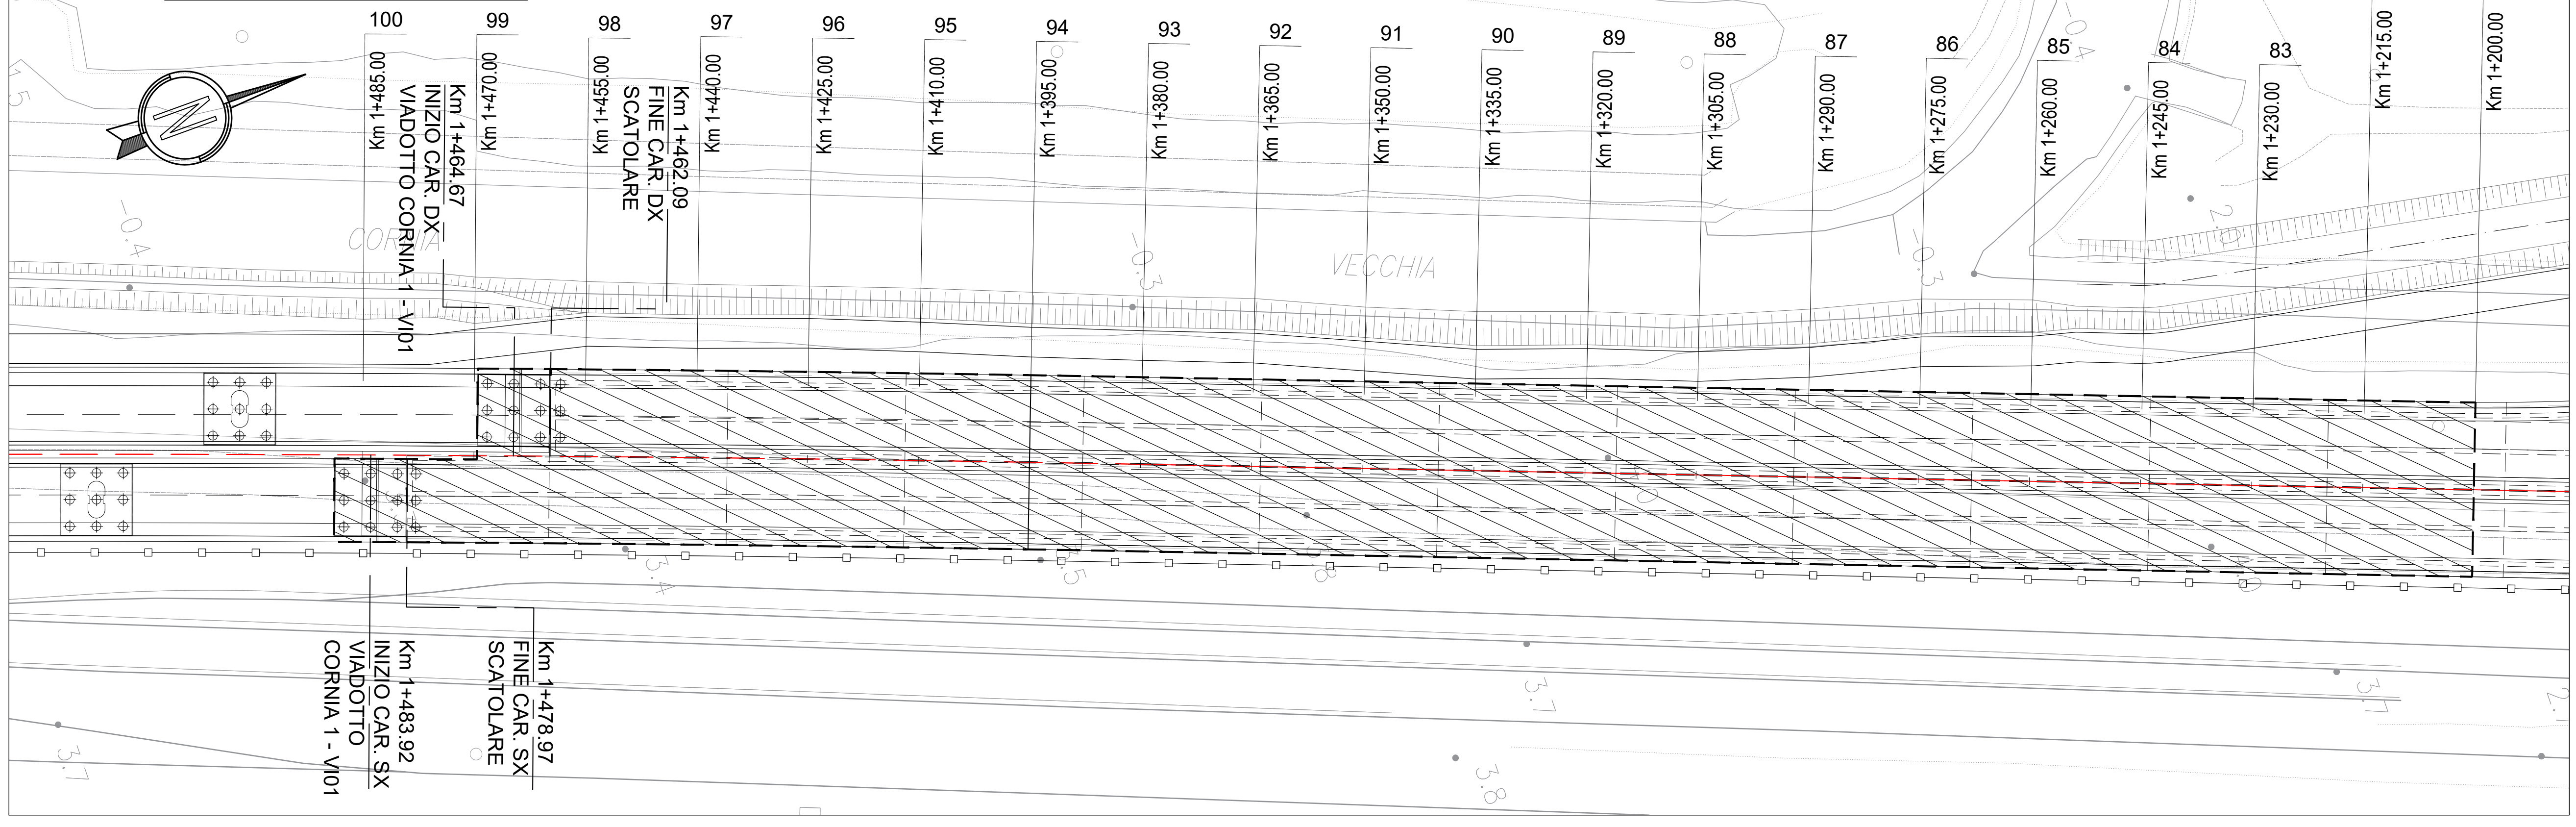 100
99
98
97
96
95
94
93
92
91
90
89
88
87
86
85
84
83
Km 1+485.00
Km 1+470.00
Km 1+455.00
Km 1+440.00
Km 1+425.00
Km 1+410.00
Km 1+395.00
Km 1+380.00
Km 1+365.00
Km 1+350.00
Km 1+335.00
Km 1+320.00
Km 1+305.00
Km 1+290.00
Km 1+275.00
Km 1+260.00
Km 1+245.00
Km 1+230.00
Km 1+215.00
Km 1+200.00
N
Km 1+464.67
INIZIO CAR. DX
VIADOTTO CORNIA 1 - VI01
Km 1+462.09
FINE CAR. DX
SCATOLARE
CORNIA
VECCHIA
-0.4
-0.3
-0.3
-0.4
2.0
3.4
Km 1+483.92
INIZIO CAR. SX
VIADOTTO
CORNIA 1 - VI01
Km 1+478.97
FINE CAR. SX
SCATOLARE
3.7
3.7
3.7
3.8